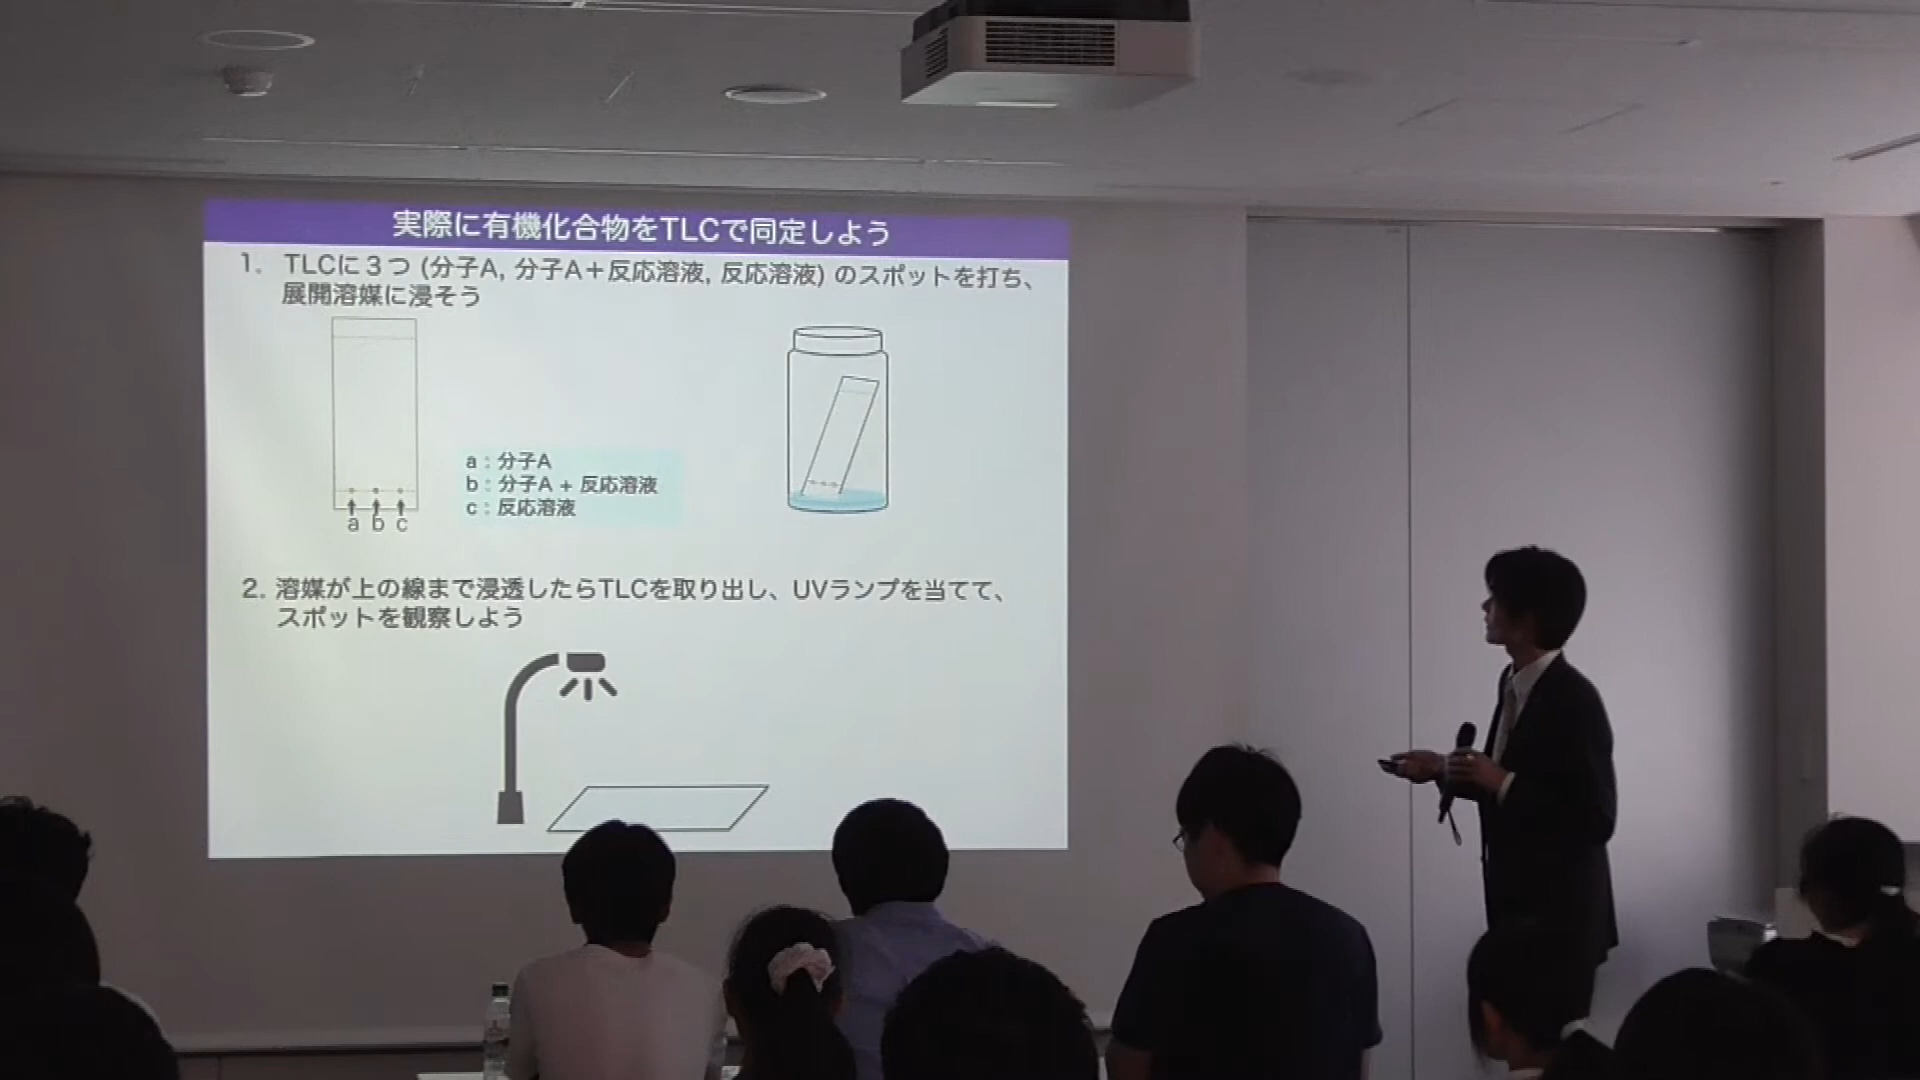 実際に有機化合物をTLCで同定しよう
1. TLCに３つ (分子A, 分子A＋反応溶液, 反応溶液) のスポットを打ち、
展開溶媒に浸そう
a : 分子A
b : 分子A + 反応溶液
c : 反応溶液
a b c
2. 溶媒が上の線まで浸透したらTLCを取り出し、UVランプを当てて、
スポットを観察しよう